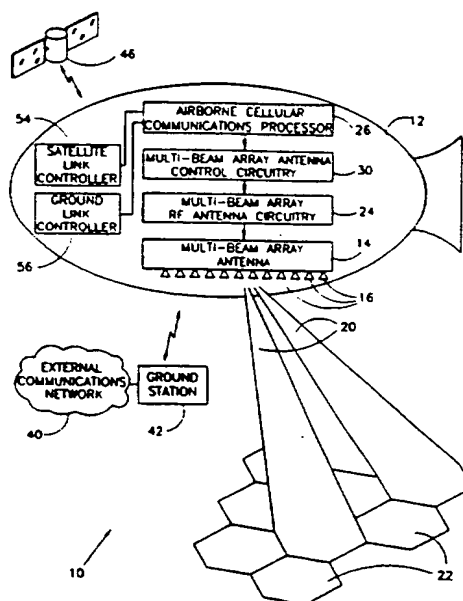 46
54
12
AIRBORNE CELLULAR
COMMUNICATIONS PROCESSOR
26
SATELLITE
LINK
CONTROLLER
MULTI-BEAM ARRAY ANTENNA
CONTROL CIRCUITRY
30
GROUND LINK
CONTROLLER
MULTI-BEAM ARRAY
RF ANTENNA CIRCUITRY
24
56
MULTI-BEAM ARRAY
ANTENNA
14
16
20
EXTERNAL
COMMUNICATIONS
NETWORK
GROUND
STATION
40
42
10
22